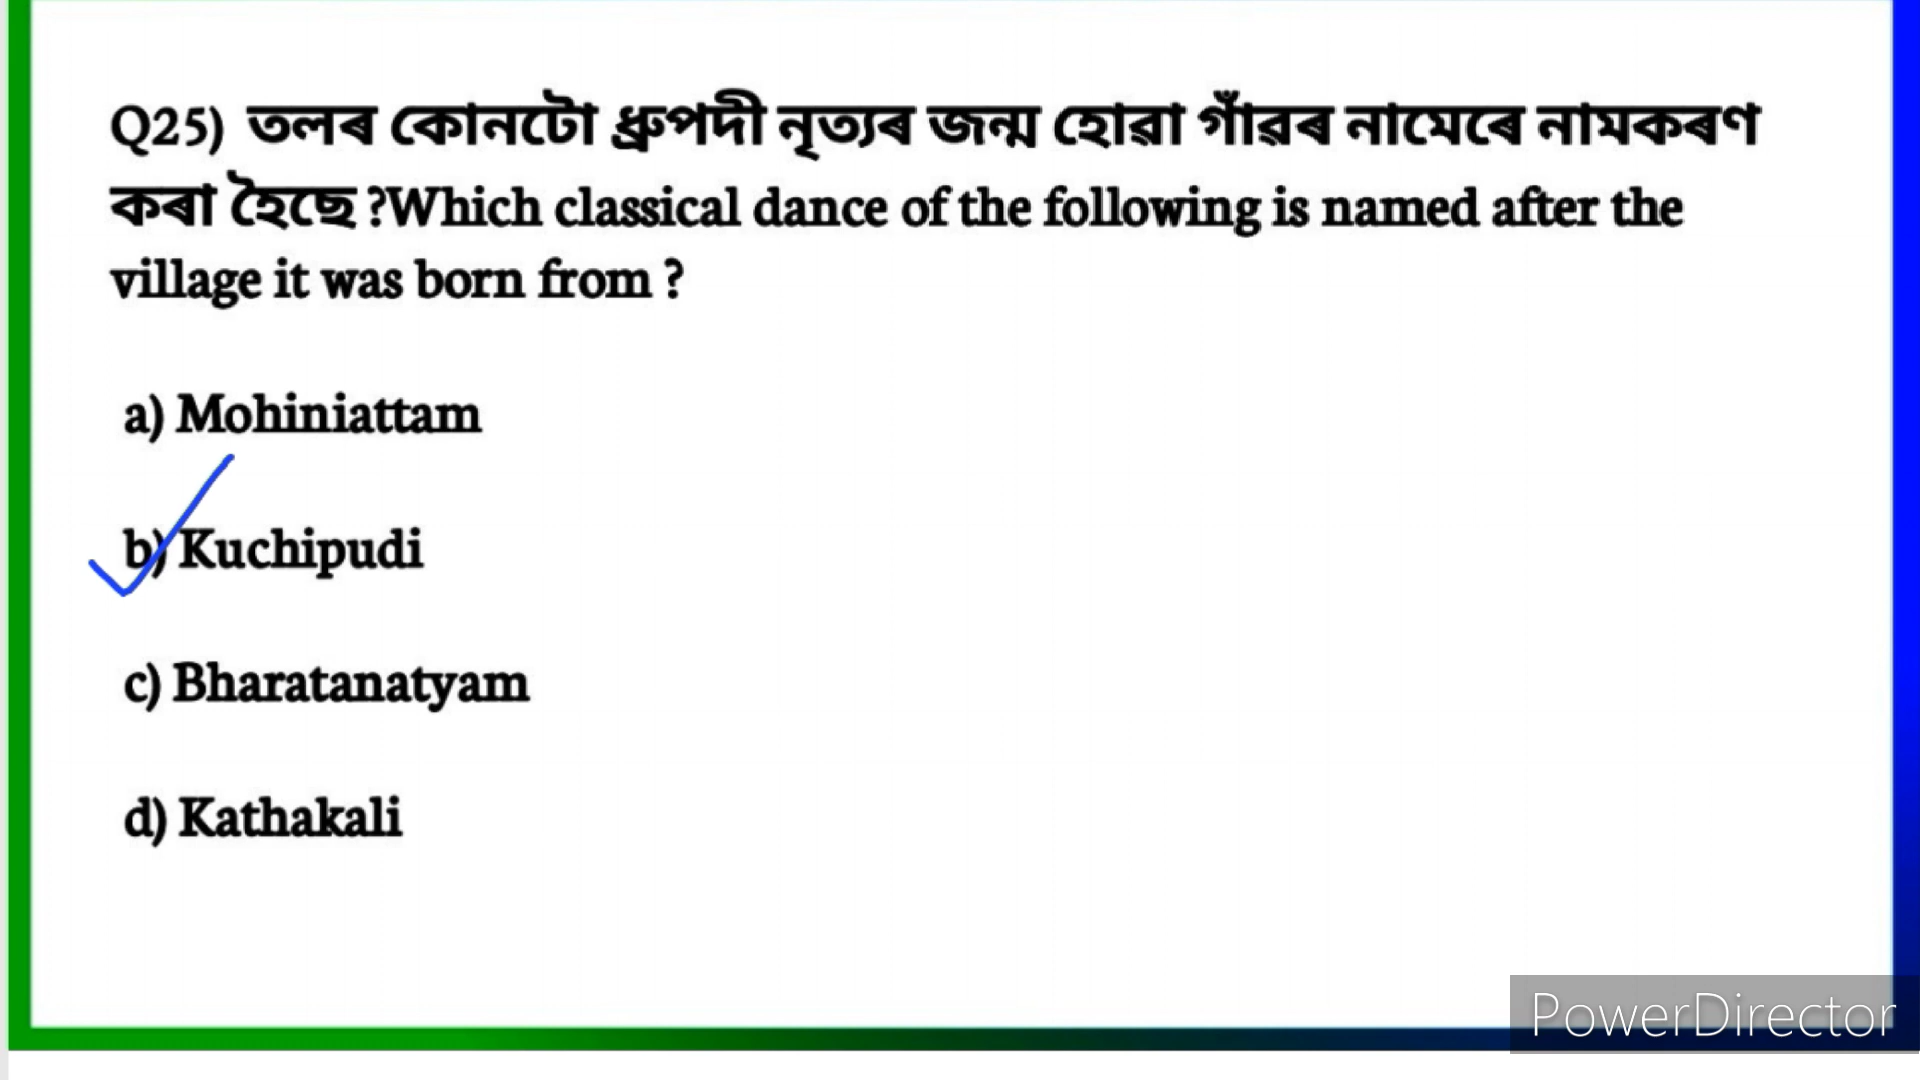 Q25) তলৰ কোনটো ধ্ৰুপদী নৃত্যৰ জন্ম হোৱা গাঁৱৰ নামেৰে নামকৰণ
কৰা হৈছে ?Which classical dance of the following is named after the
village it was born from ?
a) Mohiniattam
b) Kuchipudi
c) Bharatanatyam
d) Kathakali
PowerDirector